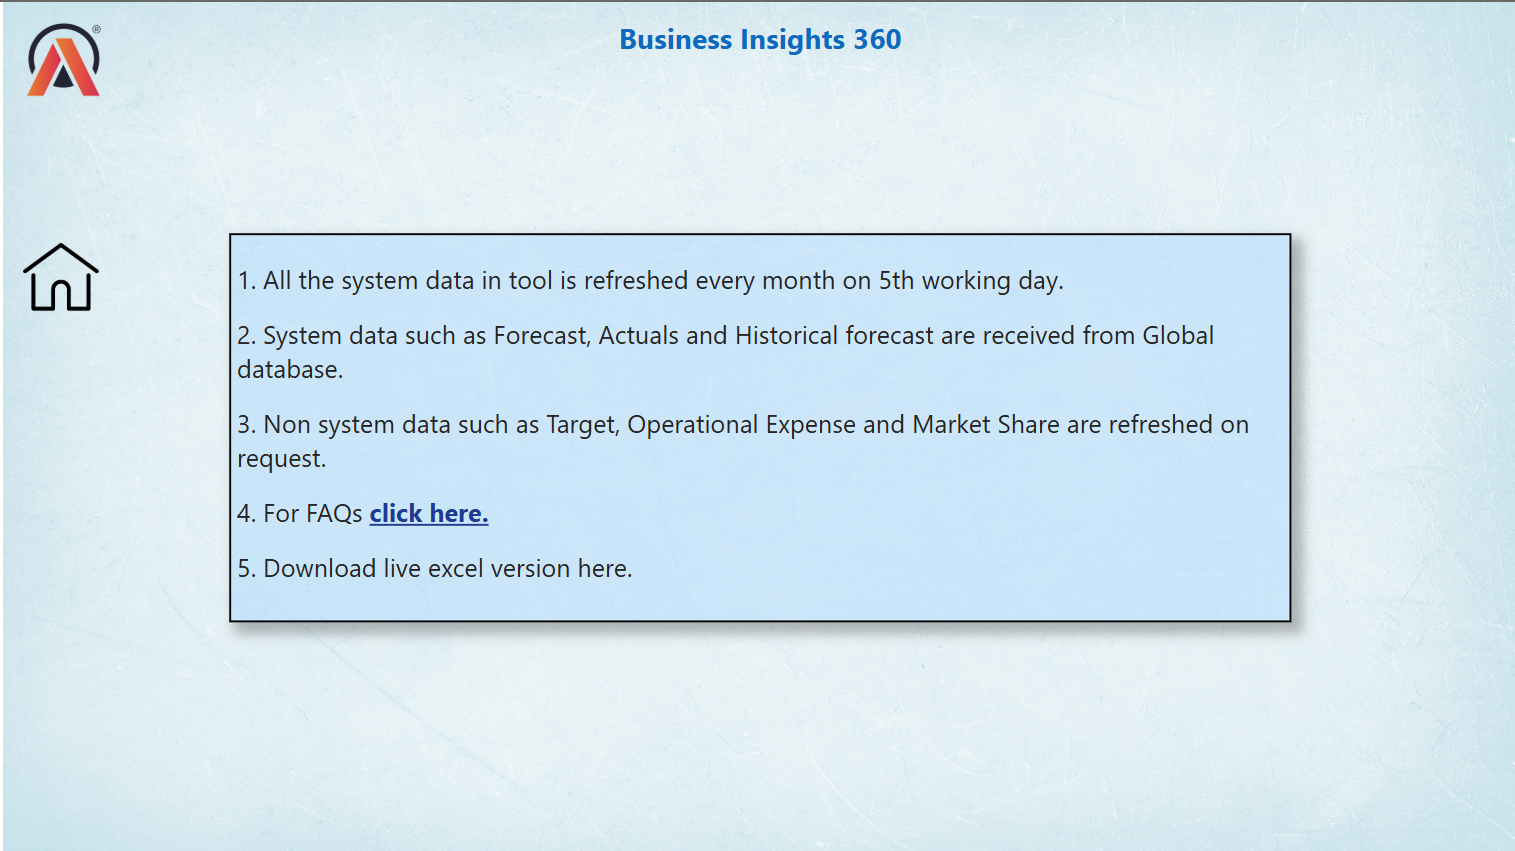 ®
Business Insights 360
1. All the system data in tool is refreshed every month on 5th working day.
2. System data such as Forecast, Actuals and Historical forecast are received from Global
database.
3. Non system data such as Target, Operational Expense and Market Share are refreshed on
request.
4. For FAQs click here.
5. Download live excel version here.